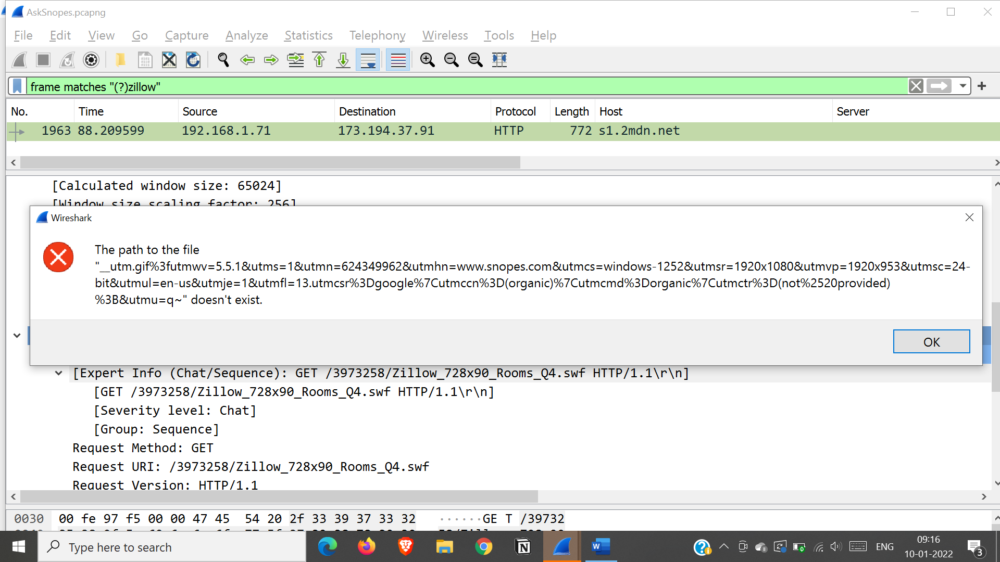 AskSnopes.pcapng
File Edit View Go Capture Analyze Statistics Telephony Wireless Tools Help
frame matches "(?)zillow"
No. Time Source Destination Protocol Length Host Server
1963 88.209599 192.168.1.71 173.194.37.91 HTTP 772 s1.2mdn.net
[Calculated window size: 65024]
[Window size scaling factor: 256]
Wireshark
The path to the file
"__utm.gif%3futmwv=5.5.1&utms=1&utmn=624349962&utmhn=www.snopes.com&utmcs=windows-1252&utmsr=1920x1080&utmvp=1920x953&utmsc=24-
bit&utmul=en-us&utmje=1&utmfl=13.utmcsr%3Dgoogle%7Cutmccn%3D(organic)%7Cutmcmd%3Dorganic%7Cutmctr%3D(not%2520provided)
%3B&utmu=q~" doesn't exist.
OK
[Expert Info (Chat/Sequence): GET /3973258/Zillow_728x90_Rooms_Q4.swf HTTP/1.1\r\n]
[GET /3973258/Zillow_728x90_Rooms_Q4.swf HTTP/1.1\r\n]
[Severity level: Chat]
[Group: Sequence]
Request Method: GET
Request URI: /3973258/Zillow_728x90_Rooms_Q4.swf
Request Version: HTTP/1.1
0030 00 fe 97 f5 00 00 47 45 54 20 2f 33 39 37 33 32 ······GE T /39732
Type here to search
ENG
09:16
10-01-2022
3